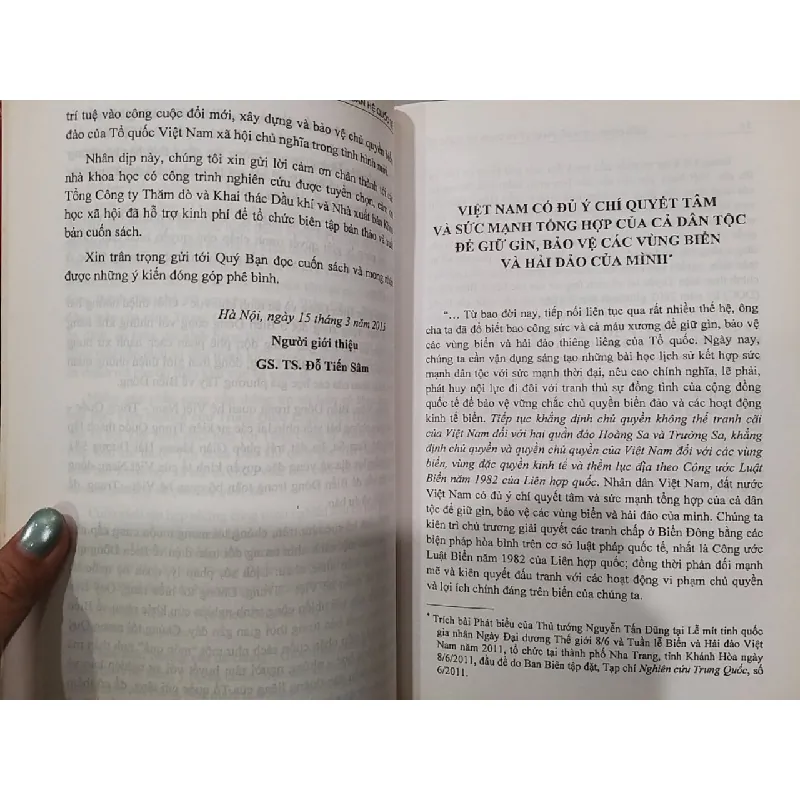 HỆ QUỐC
trí tuệ vào công cuộc đổi mới, xây dựng và bảo vệ chủ quyền biển
đảo của Tổ quốc Việt Nam xã hội chủ nghĩa trong tình hình mới.
Nhân dịp này, chúng tôi xin gửi lời cảm ơn chân thành tới các
nhà khoa học có công trình nghiên cứu được tuyển chọn, cảm ơn
Tổng Công ty Thăm dò và Khai thác Dầu khí và Nhà xuất bản Khoa
học xã hội đã hỗ trợ kinh phí để tổ chức biên tập bản thảo và xuất
bản cuốn sách.
Xin trân trọng gửi tới Quý Bạn đọc cuốn sách và mong nhận
được những ý kiến đóng góp phê bình.
Hà Nội, ngày 15 tháng 3 năm 2013
Người giới thiệu
GS. TS. Đỗ Tiến Sâm
VIỆT NAM CÓ ĐỦ Ý CHÍ QUYẾT TÂM
VÀ SỨC MẠNH TỔNG HỢP CỦA CẢ DÂN TỘC
ĐỂ GIỮ GÌN, BẢO VỆ CÁC VÙNG BIỂN
VÀ HẢI ĐẢO CỦA MÌNH*
"... Từ bao đời nay, tiếp nối liên tục qua rất nhiều thế hệ, ông
cha ta đã đổ biết bao công sức và cả máu xương để giữ gìn, bảo vệ
các vùng biển và hải đảo thiêng liêng của Tổ quốc. Ngày nay,
chúng ta cần vận dụng sáng tạo những bài học lịch sử kết hợp sức
mạnh dân tộc với sức mạnh thời đại, nêu cao chính nghĩa, lẽ phải,
phát huy nội lực đi đôi với tranh thủ sự đồng tình của cộng đồng
quốc tế để bảo vệ vững chắc chủ quyền biển đảo và các hoạt động
kinh tế biển. Tiếp tục khẳng định chủ quyền không thể tranh cãi
của Việt Nam đối với hai quần đảo Hoàng Sa và Trường Sa, khẳng
định chủ quyền và quyền chủ quyền của Việt Nam đối với các vùng
biển, vùng đặc quyền kinh tế và thềm lục địa theo Công ước Luật
Biển năm 1982 của Liên hợp quốc. Nhân dân Việt Nam, đất nước
Việt Nam có đủ ý chí quyết tâm và sức mạnh tổng hợp của cả dân
tộc để giữ gìn, bảo vệ các vùng biển và hải đảo của mình. Chúng ta
kiên trì chủ trương giải quyết các tranh chấp ở Biển Đông bằng các
biện pháp hòa bình trên cơ sở luật pháp quốc tế, nhất là Công ước
Luật Biển năm 1982 của Liên hợp quốc; đồng thời phản đối mạnh
mẽ và kiên quyết đấu tranh với các hoạt động vi phạm chủ quyền
và lợi ích chính đáng trên biển của chúng ta.
* Trích bài Phát biểu của Thủ tướng Nguyễn Tấn Dũng tại Lễ mít tinh quốc
gia nhân Ngày Đại dương Thế giới 8/6 và Tuần lễ Biển và Hải đảo Việt
Nam năm 2011, tổ chức tại thành phố Nha Trang, tỉnh Khánh Hòa ngày
8/6/2011, đầu đề do Ban Biên tập đặt, Tạp chí Nghiên cứu Trung Quốc, số
6/2011.